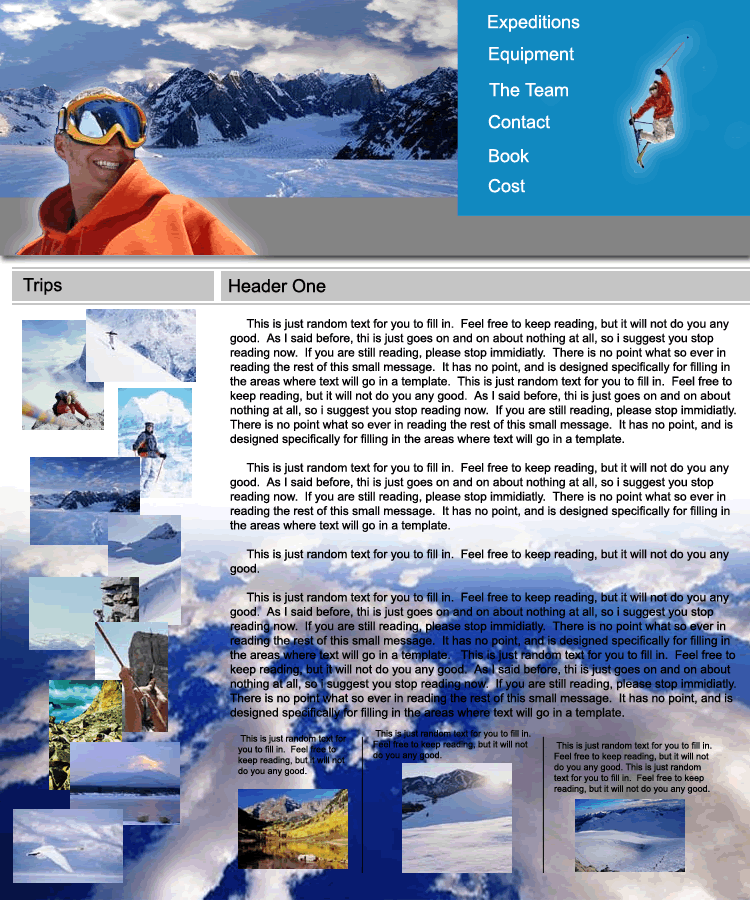 Expeditions
Equipment
The Team
Contact
Book
Cost
Trips
Header One
This is just random text for you to fill in. Feel free to keep reading, but it will not do you any
good. As I said before, thi is just goes on and on about nothing at all, so i suggest you stop
reading now. If you are still reading, please stop immidiatly. There is no point what so ever in
reading the rest of this small message. It has no point, and is designed specifically for filling in
the areas where text will go in a template. This is just random text for you to fill in. Feel free to
keep reading, but it will not do you any good. As I said before, thi is just goes on and on about
nothing at all, so i suggest you stop reading now. If you are still reading, please stop immidiatly.
There is no point what so ever in reading the rest of this small message. It has no point, and is
designed specifically for filling in the areas where text will go in a template.
This is just random text for you to fill in. Feel free to keep reading, but it will not do you any
good. As I said before, thi is just goes on and on about nothing at all, so i suggest you stop
reading now. If you are still reading, please stop immidiatly. There is no point what so ever in
reading the rest of this small message. It has no point, and is designed specifically for filling in
the areas where text will go in a template.
This is just random text for you to fill in. Feel free to keep reading, but it will not do you any
good.
This is just random text for you to fill in. Feel free to keep reading, but it will not do you any
good. As I said before, thi is just goes on and on about nothing at all, so i suggest you stop
reading now. If you are still reading, please stop immidiatly. There is no point what so ever in
reading the rest of this small message. It has no point, and is designed specifically for filling in
the areas where text will go in a template. This is just random text for you to fill in. Feel free to
keep reading, but it will not do you any good. As I said before, thi is just goes on and on about
nothing at all, so i suggest you stop reading now. If you are still reading, please stop immidiatly.
There is no point what so ever in reading the rest of this small message. It has no point, and is
designed specifically for filling in the areas where text will go in a template.
This is just random text for
you to fill in. Feel free to
keep reading, but it will not
do you any good.
This is just random text for you to fill in.
Feel free to keep reading, but it will not
do you any good.
This is just random text for you to fill in.
Feel free to keep reading, but it will not
do you any good. This is just random
text for you to fill in. Feel free to keep
reading, but it will not do you any good.